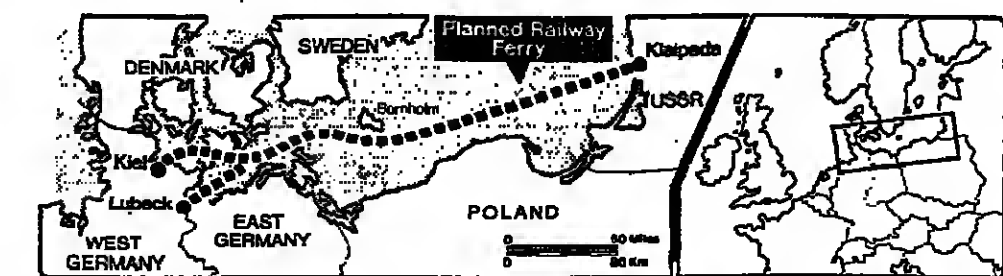 Planned Railway
Ferry
SWEDEN
Klaipeda
DENMARK
Bornholm
USSR
Kiel
Lubeck
EAST
GERMANY
POLAND
WEST
GERMANY
0 50 Miles
0 80 Km